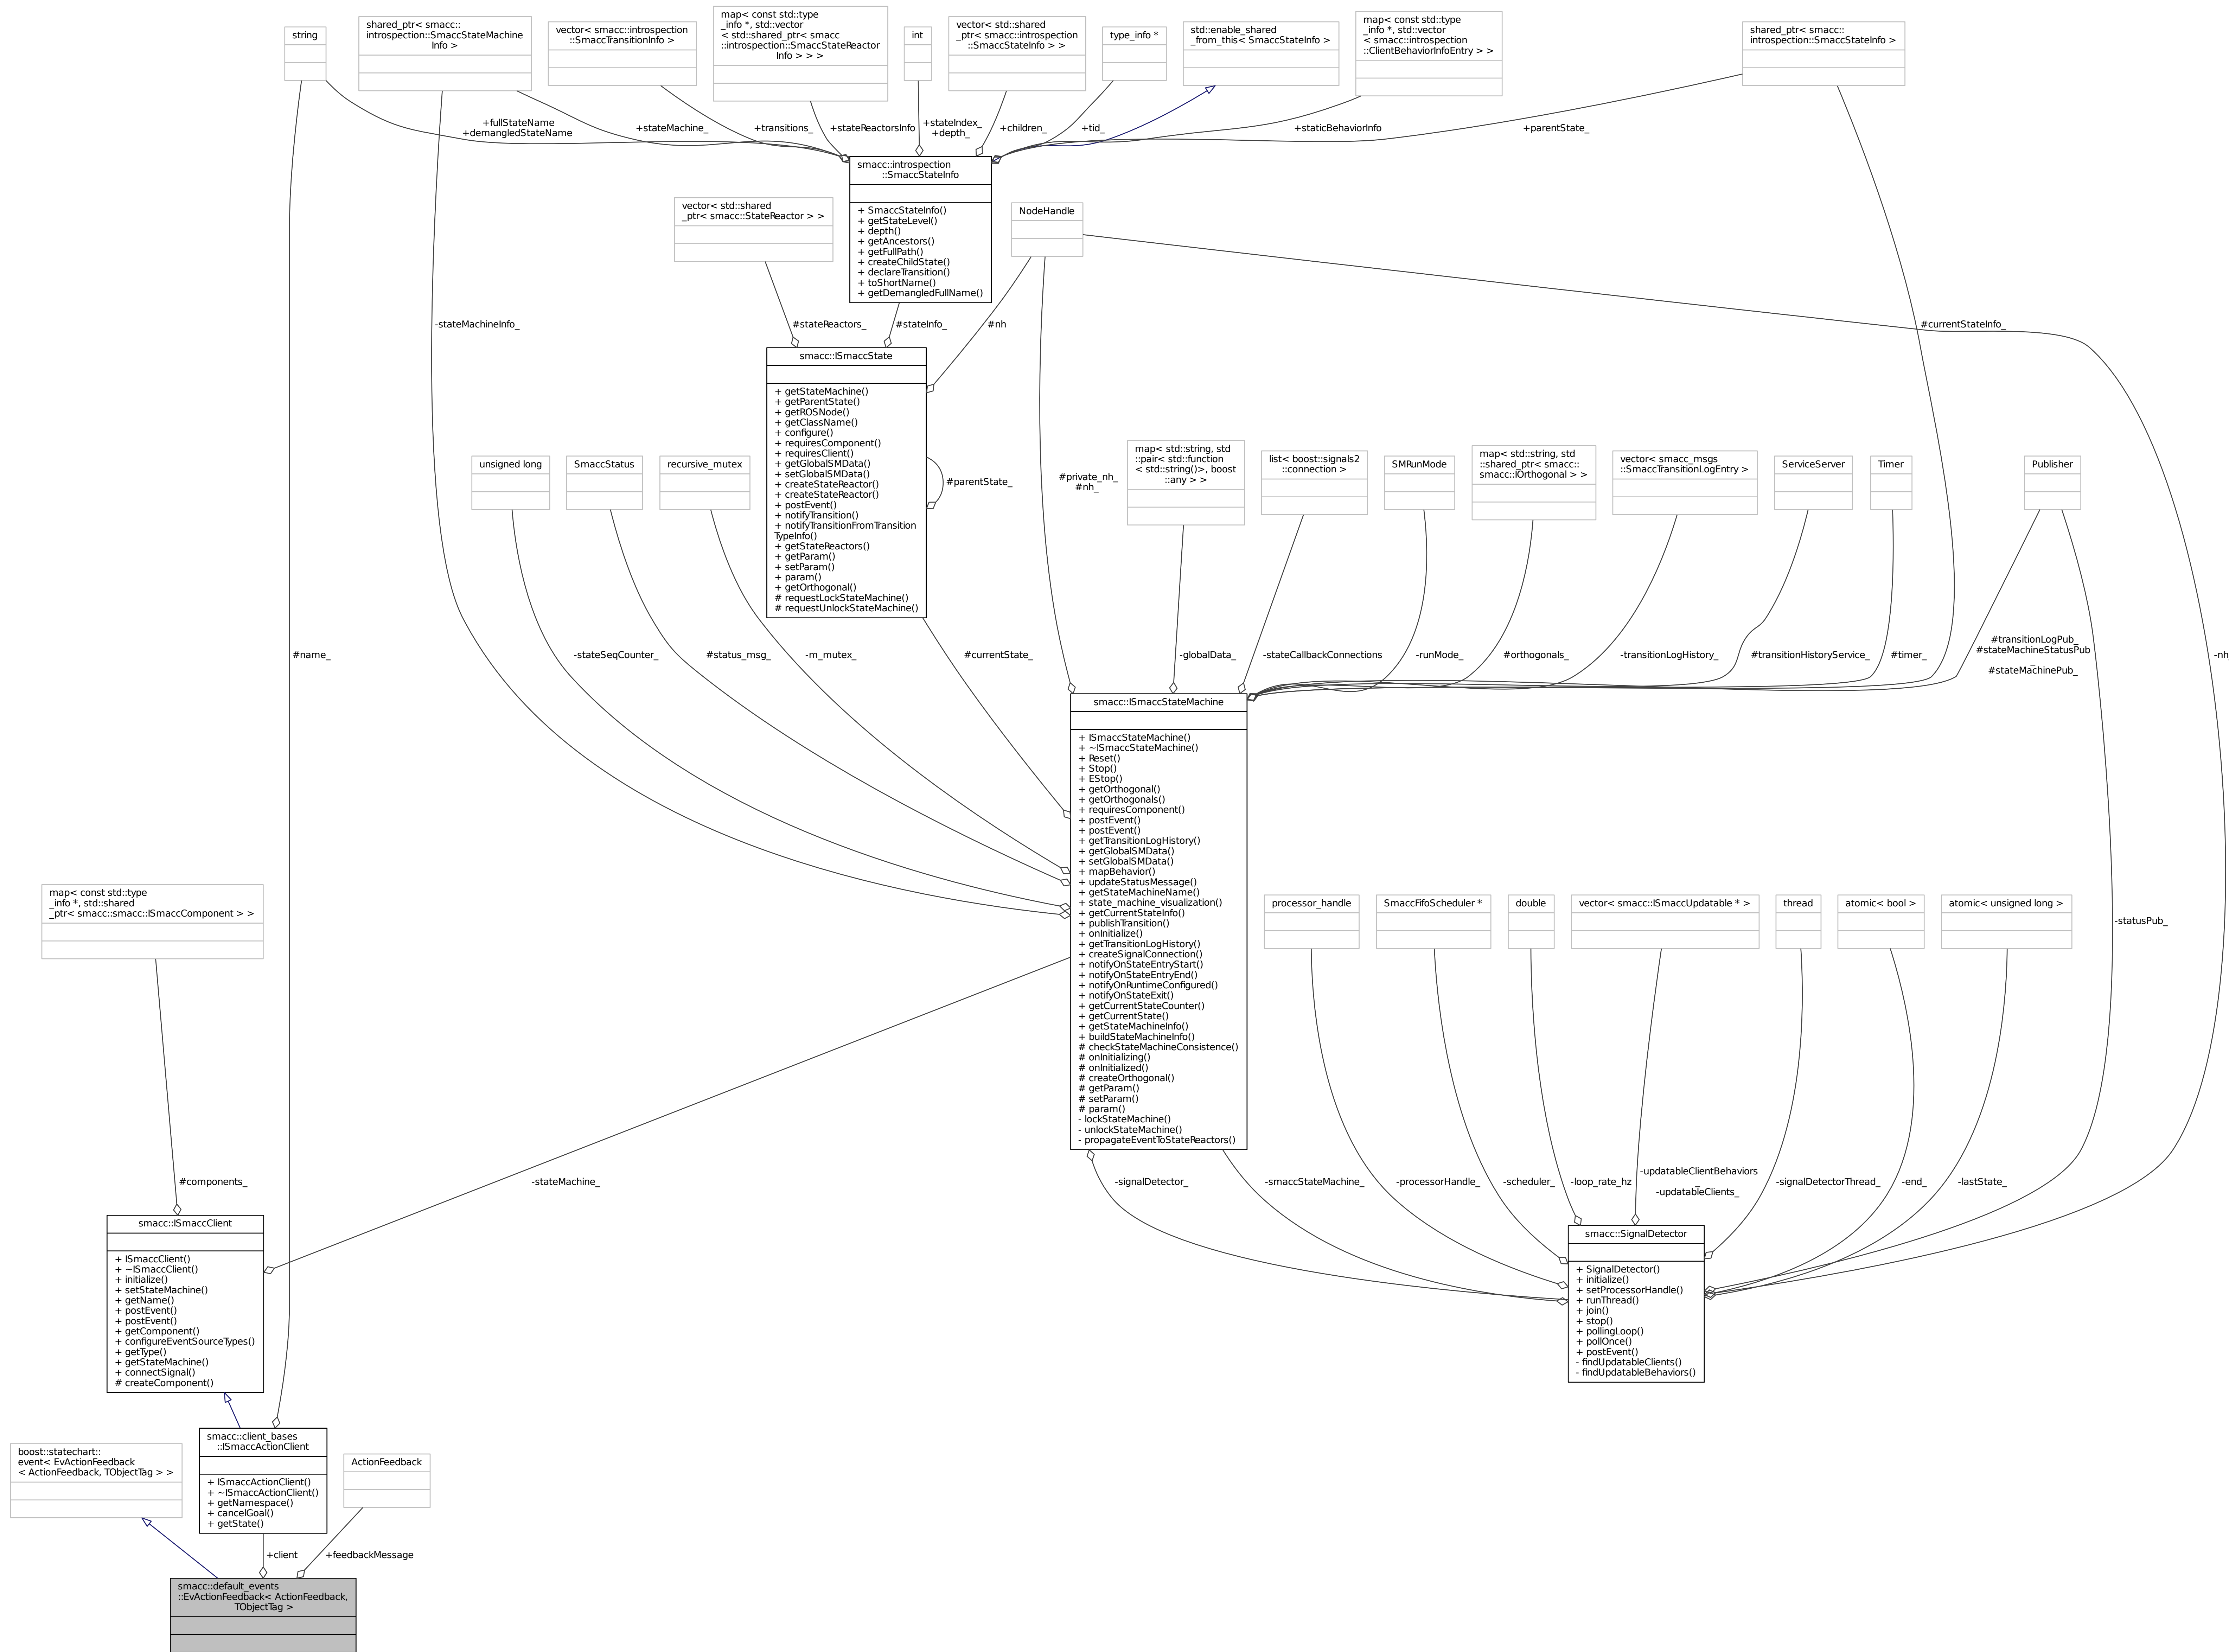 string
shared_ptr< smacc::
introspection::SmaccStateMachine
Info >
vector< smacc::introspection
::SmaccTransitionInfo >
map< const std::type
_info *, std::vector
< std::shared_ptr< smacc
::introspection::SmaccStateReactor
Info > > >
int
vector< std::shared
_ptr< smacc::introspection
::SmaccStateInfo > >
type_info *
std::enable_shared
_from_this< SmaccStateInfo >
map< const std::type
_info *, std::vector
< smacc::introspection
::ClientBehaviorInfoEntry > >
shared_ptr< smacc::
introspection::SmaccStateInfo >
+fullStateName
+demangledStateName
+stateMachine_
+transitions_
+stateReactorsInfo
+stateIndex_
+depth_
+children_
+tid_
+staticBehaviorInfo
+parentState_
smacc::introspection
::SmaccStateInfo
+ SmaccStateInfo()
+ getStateLevel()
+ depth()
+ getAncestors()
+ getFullPath()
+ createChildState()
+ declareTransition()
+ toShortName()
+ getDemangledFullName()
vector< std::shared
_ptr< smacc::StateReactor > >
NodeHandle
-stateMachineInfo_
#stateReactors_
#stateInfo_
#nh
#currentStateInfo_
smacc::ISmaccState
+ getStateMachine()
+ getParentState()
+ getROSNode()
+ getClassName()
+ configure()
+ requiresComponent()
+ requiresClient()
+ getGlobalSMData()
+ setGlobalSMData()
+ createStateReactor()
+ createStateReactor()
+ postEvent()
+ notifyTransition()
+ notifyTransitionFromTransition
TypeInfo()
+ getStateReactors()
+ getParam()
+ setParam()
+ param()
+ getOrthogonal()
# requestLockStateMachine()
# requestUnlockStateMachine()
#parentState_
unsigned long
SmaccStatus
recursive_mutex
#private_nh_
#nh_
map< std::string, std
::pair< std::function
< std::string()>, boost
::any > >
list< boost::signals2
::connection >
SMRunMode
map< std::string, std
::shared_ptr< smacc::
smacc::IOrthogonal > >
vector< smacc_msgs
::SmaccTransitionLogEntry >
ServiceServer
Timer
Publisher
#name_
-stateSeqCounter_
#status_msg_
-m_mutex_
#currentState_
-globalData_
-stateCallbackConnections
-runMode_
#orthogonals_
-transitionLogHistory_
#transitionHistoryService_
#timer_
#transitionLogPub_
#stateMachineStatusPub
_
#stateMachinePub_
-nh_
smacc::ISmaccStateMachine
+ ISmaccStateMachine()
+ ~ISmaccStateMachine()
+ Reset()
+ Stop()
+ EStop()
+ getOrthogonal()
+ getOrthogonals()
+ requiresComponent()
+ postEvent()
+ postEvent()
+ getTransitionLogHistory()
+ getGlobalSMData()
+ setGlobalSMData()
+ mapBehavior()
+ updateStatusMessage()
+ getStateMachineName()
+ state_machine_visualization()
+ getCurrentStateInfo()
+ publishTransition()
+ onInitialize()
+ getTransitionLogHistory()
+ createSignalConnection()
+ notifyOnStateEntryStart()
+ notifyOnStateEntryEnd()
+ notifyOnRuntimeConfigured()
+ notifyOnStateExit()
+ getCurrentStateCounter()
+ getCurrentState()
+ getStateMachineInfo()
+ buildStateMachineInfo()
# checkStateMachineConsistence()
# onInitializing()
# onInitialized()
# createOrthogonal()
# getParam()
# setParam()
# param()
- lockStateMachine()
- unlockStateMachine()
- propagateEventToStateReactors()
map< const std::type
_info *, std::shared
_ptr< smacc::smacc::ISmaccComponent > >
processor_handle
SmaccFifoScheduler *
double
vector< smacc::ISmaccUpdatable * >
thread
atomic< bool >
atomic< unsigned long >
-statusPub_
#components_
-stateMachine_
-signalDetector_
-smaccStateMachine_
-processorHandle_
-scheduler_
-loop_rate_hz
-updatableClientBehaviors
_
-updatableClients_
-signalDetectorThread_
-end_
-lastState_
smacc::ISmaccClient
+ ISmaccClient()
+ ~ISmaccClient()
+ initialize()
+ setStateMachine()
+ getName()
+ postEvent()
+ postEvent()
+ getComponent()
+ configureEventSourceTypes()
+ getType()
+ getStateMachine()
+ connectSignal()
# createComponent()
smacc::SignalDetector
+ SignalDetector()
+ initialize()
+ setProcessorHandle()
+ runThread()
+ join()
+ stop()
+ pollingLoop()
+ pollOnce()
+ postEvent()
- findUpdatableClients()
- findUpdatableBehaviors()
boost::statechart::
event< EvActionFeedback
< ActionFeedback, TObjectTag > >
smacc::client_bases
::ISmaccActionClient
+ ISmaccActionClient()
+ ~ISmaccActionClient()
+ getNamespace()
+ cancelGoal()
+ getState()
ActionFeedback
+client
+feedbackMessage
smacc::default_events
::EvActionFeedback< ActionFeedback,
TObjectTag >